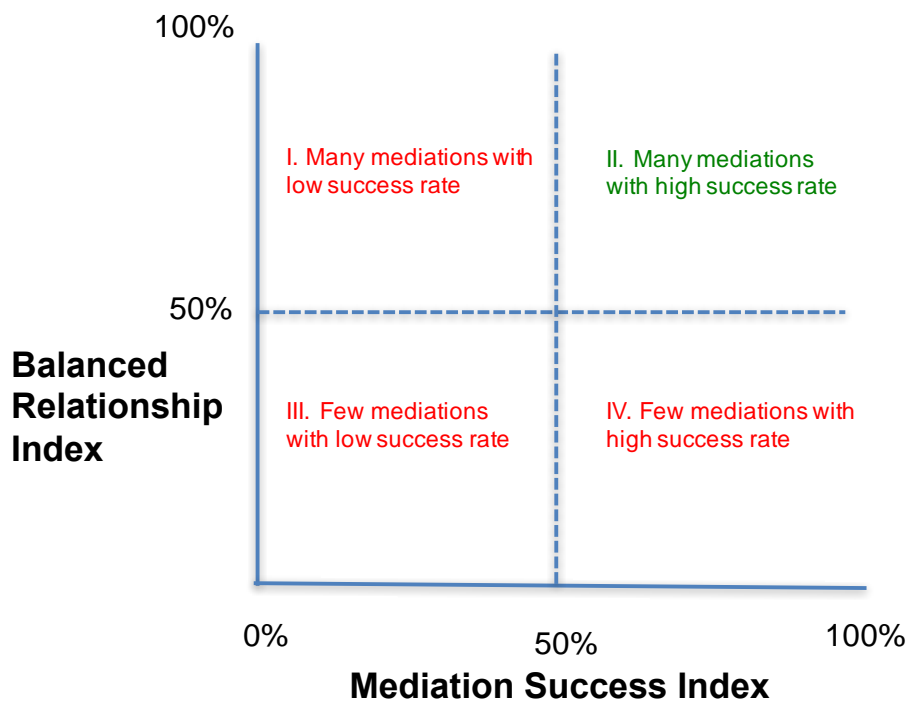 100%
I. Many mediations with
low success rate
II. Many mediations
with high success rate
50%
Balanced
Relationship
Index
III. Few mediations
with low success rate
IV. Few mediations with
high success rate
0%
50%
100%
Mediation Success Index